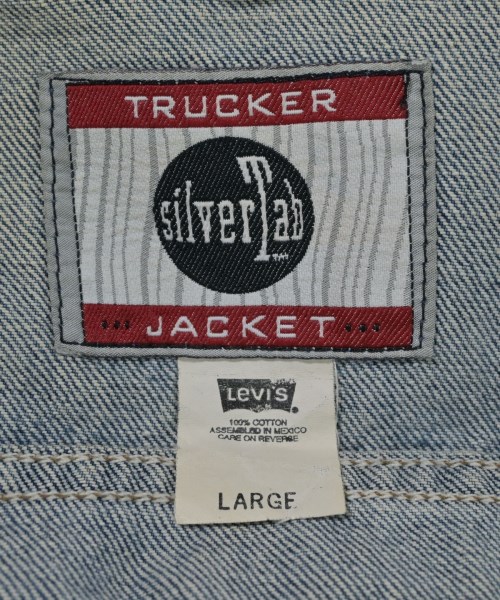 TRUCKER
silverTab
TM
JACKET
LEVI'S
100% COTTON
ASSEMBLED IN MEXICO
CARE ON REVERSE
LARGE